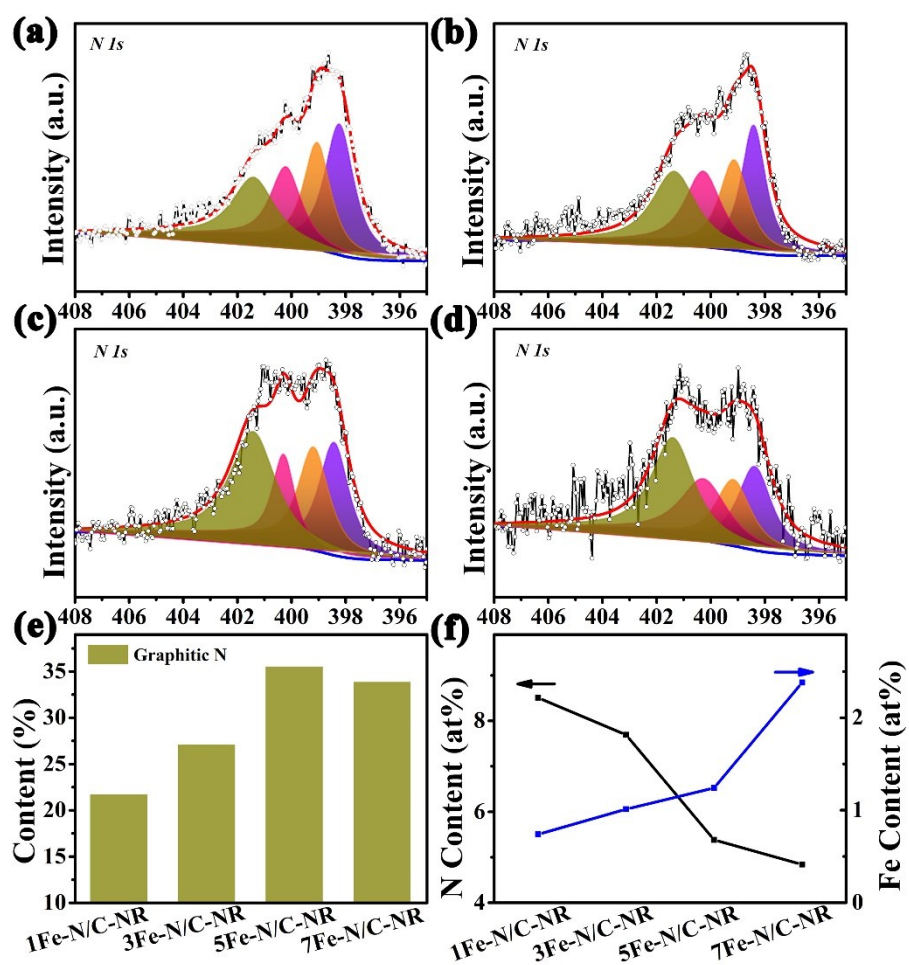 (a)
N 1s
Intensity (a.u.)
408 406 404 402 400 398 396
(b)
N 1s
Intensity (a.u.)
408 406 404 402 400 398 396
(c)
N 1s
Intensity (a.u.)
408 406 404 402 400 398 396
(d)
N 1s
Intensity (a.u.)
408 406 404 402 400 398 396
(e)
Graphitic N
Content (%)
35
30
25
20
15
10
1Fe-N/C-NR 3Fe-N/C-NR 5Fe-N/C-NR 7Fe-N/C-NR
(f)
N Content (at%)
8
6
4
Fe Content (at%)
2
1
0
1Fe-N/C-NR 3Fe-N/C-NR 5Fe-N/C-NR 7Fe-N/C-NR